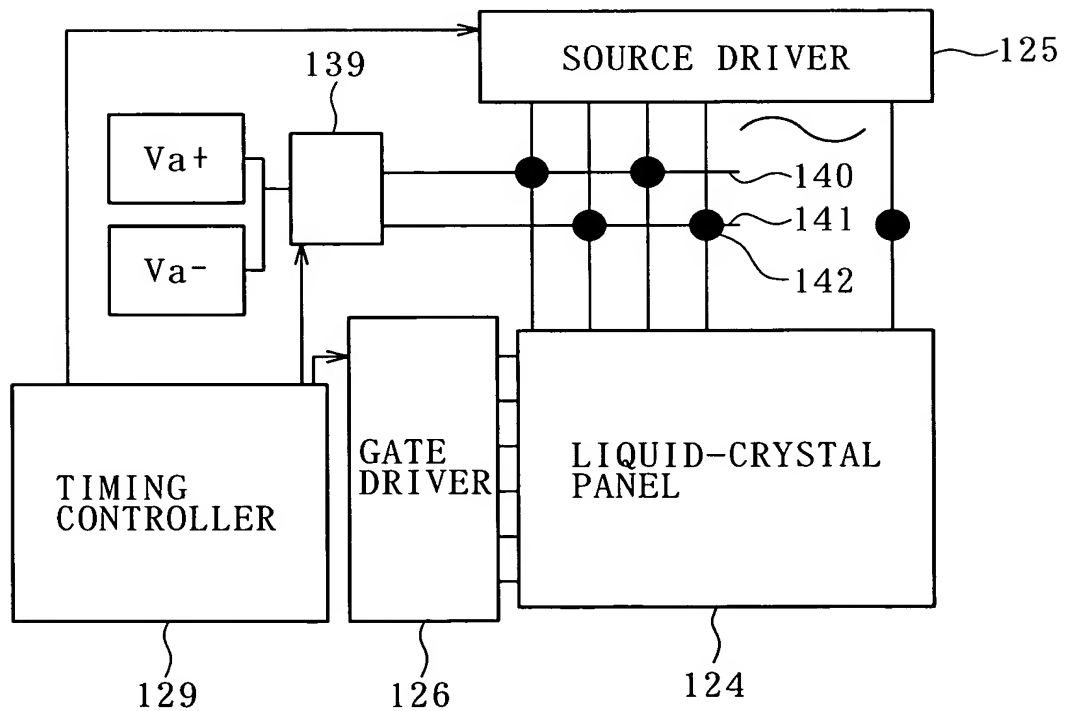 SOURCE DRIVER
125
139
Va+
140
141
Va-
142
GATE
DRIVER
LIQUID-CRYSTAL
PANEL
TIMING
CONTROLLER
129
126
124